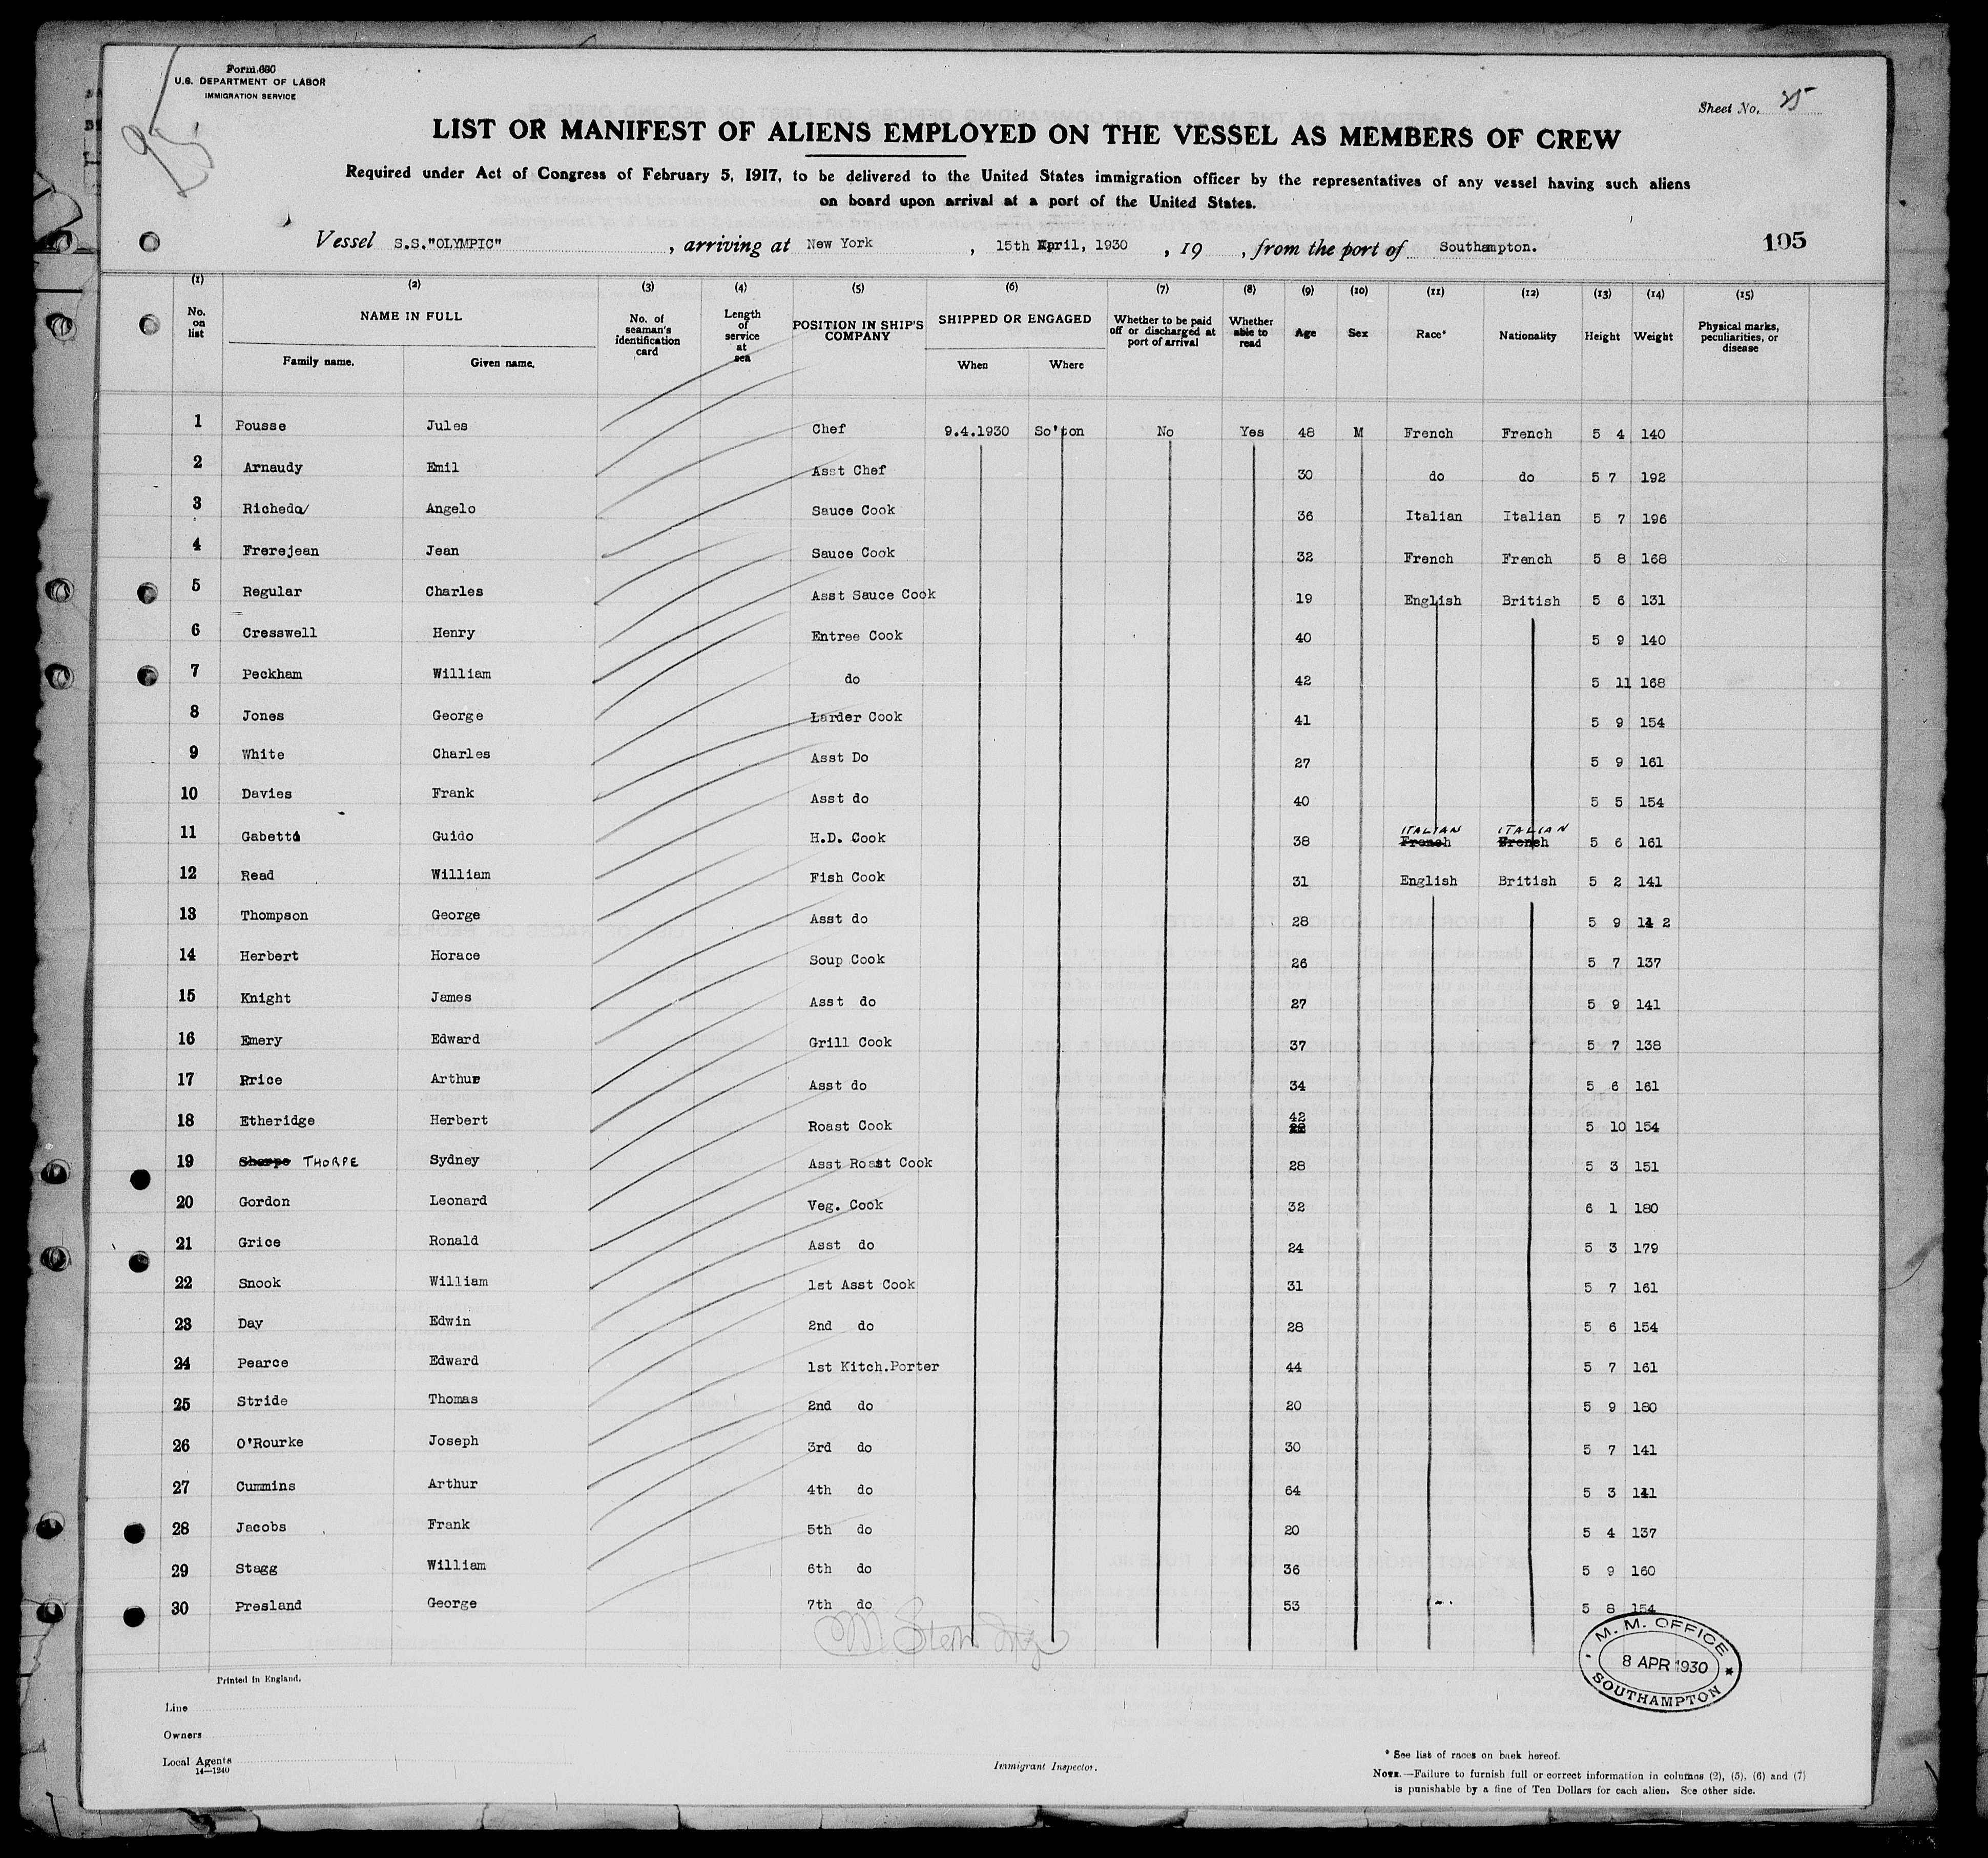 Form 680
U.S. DEPARTMENT OF LABOR
IMMIGRATION SERVICE
25
Sheet No. 25
LIST OR MANIFEST OF ALIENS EMPLOYED ON THE VESSEL AS MEMBERS OF CREW
Required under Act of Congress of February 5, 1917, to be delivered to the United States immigration officer by the representatives of any vessel having such aliens
on board upon arrival at a port of the United States.
Vessel S.S."OLYMPIC" , arriving at New York , 15th April, 1930 , 19 , from the port of Southampton. 105
(1) (2) (3) (4) (5) (6) (7) (8) (9) (10) (11) (12) (13) (14) (15)
No. on list NAME IN FULL Family name. Given name. No. of seaman's identification card Length of service at sea POSITION IN SHIP'S COMPANY SHIPPED OR ENGAGED When Where Whether to be paid off or discharged at port of arrival Whether able to read Age Sex Race* Nationality Height Weight Physical marks, peculiarities, or disease
1 Pousse Jules Chef 9.4.1930 So'ton No Yes 48 M French French 5 4 140
2 Arnaudy Emil Asst Chef 30 do do 5 7 192
3 Richeda Angelo Sauce Cook 36 Italian Italian 5 7 196
4 Frerejean Jean Sauce Cook 32 French French 5 8 168
5 Regular Charles Asst Sauce Cook 19 English British 5 6 131
6 Cresswell Henry Entree Cook 40 5 9 140
7 Peckham William do 42 5 11 168
8 Jones George Larder Cook 41 5 9 154
9 White Charles Asst Do 27 5 9 161
10 Davies Frank Asst do 40 5 5 154
11 Gabetti Guido H.D. Cook 38 ITALIAN French ITALIAN French 5 6 161
12 Read William Fish Cook 31 English British 5 2 141
13 Thompson George Asst do 28 5 9 14 2
14 Herbert Horace Soup Cook 26 5 7 137
15 Knight James Asst do 27 5 9 141
16 Emery Edward Grill Cook 37 5 7 138
17 Price Arthur Asst do 34 5 6 161
18 Etheridge Herbert Roast Cook 42 5 10 154
19 Sharpe THORPE Sydney Asst Roast Cook 28 5 3 151
20 Gordon Leonard Veg. Cook 32 6 1 180
21 Grice Ronald Asst do 24 5 3 179
22 Snook William 1st Asst Cook 31 5 7 161
23 Day Edwin 2nd do 28 5 6 154
24 Pearce Edward 1st Kitch.Porter 44 5 7 161
25 Stride Thomas 2nd do 20 5 9 180
26 O'Rourke Joseph 3rd do 30 5 7 141
27 Cummins Arthur 4th do 64 5 3 141
28 Jacobs Frank 5th do 20 5 4 137
29 Stagg William 6th do 36 5 9 160
30 Presland George 7th do 53 5 8 154
M. M. OFFICE
8 APR 1930
SOUTHAMPTON
Printed in England.
Line
Owners
Local Agents
14—1240
Immigrant Inspector.
* See list of races on back hereof.
NOTE.—Failure to furnish full or correct information in columns (2), (5), (6) and (7)
is punishable by a fine of Ten Dollars for each alien. See other side.